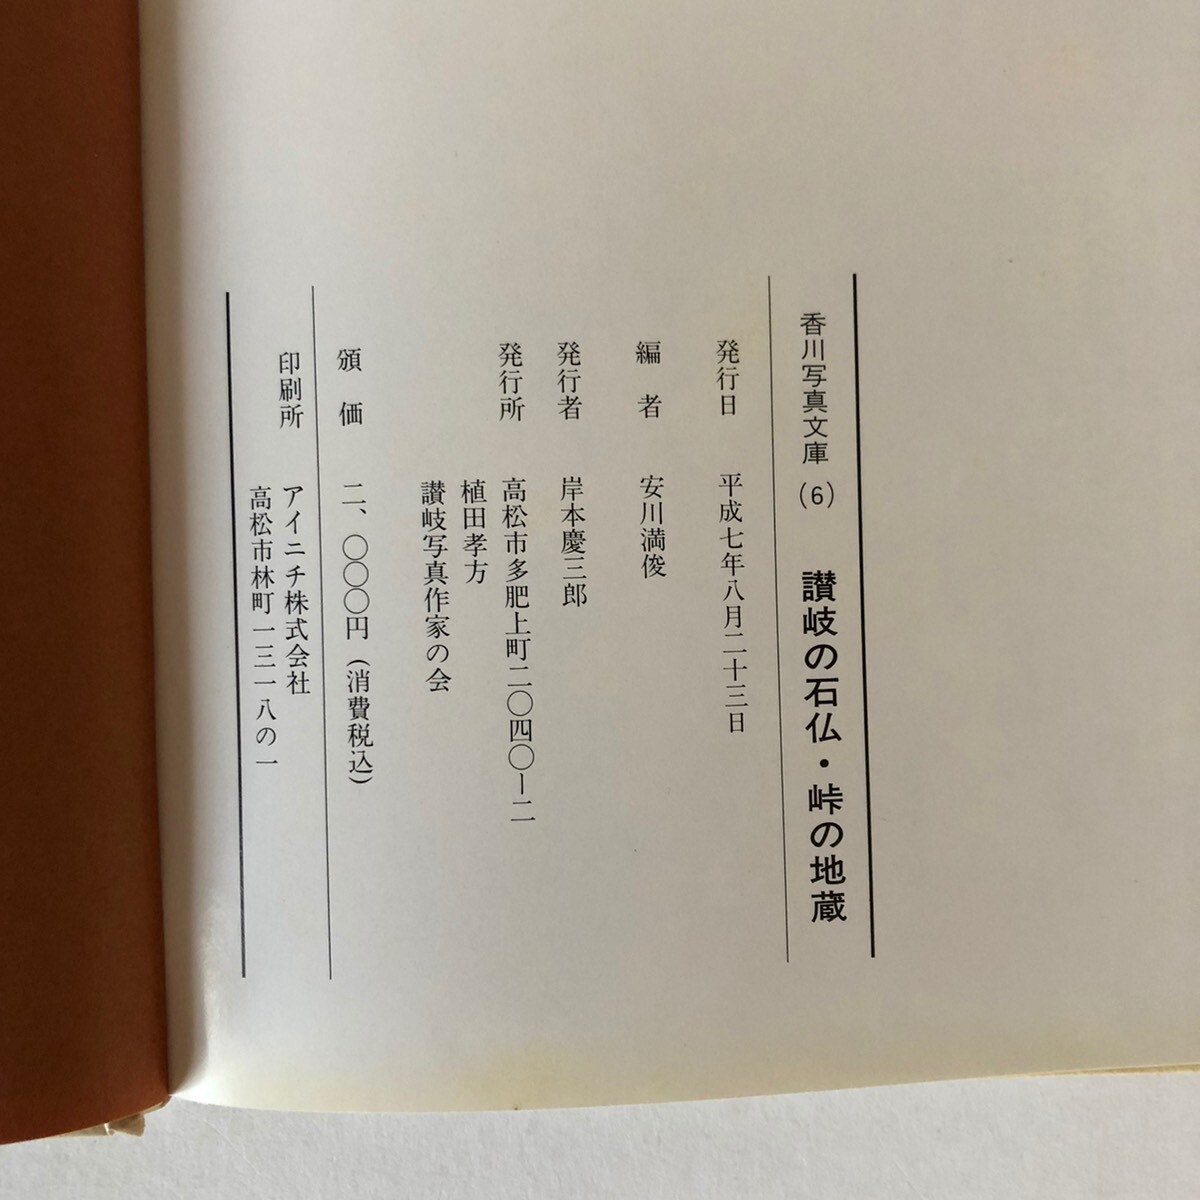 香川写真文庫(6) 讃岐の石仏・峠の地蔵
発行日 平成七年八月二十三日
編者 安川満俊
発行者 岸本慶三郎
発行所 高松市多肥上町二〇四〇ー二
植田孝方
讃岐写真作家の会
頒価 二、〇〇〇円(消費税込)
印刷所 アイニチ株式会社
高松市林町一三一八の一